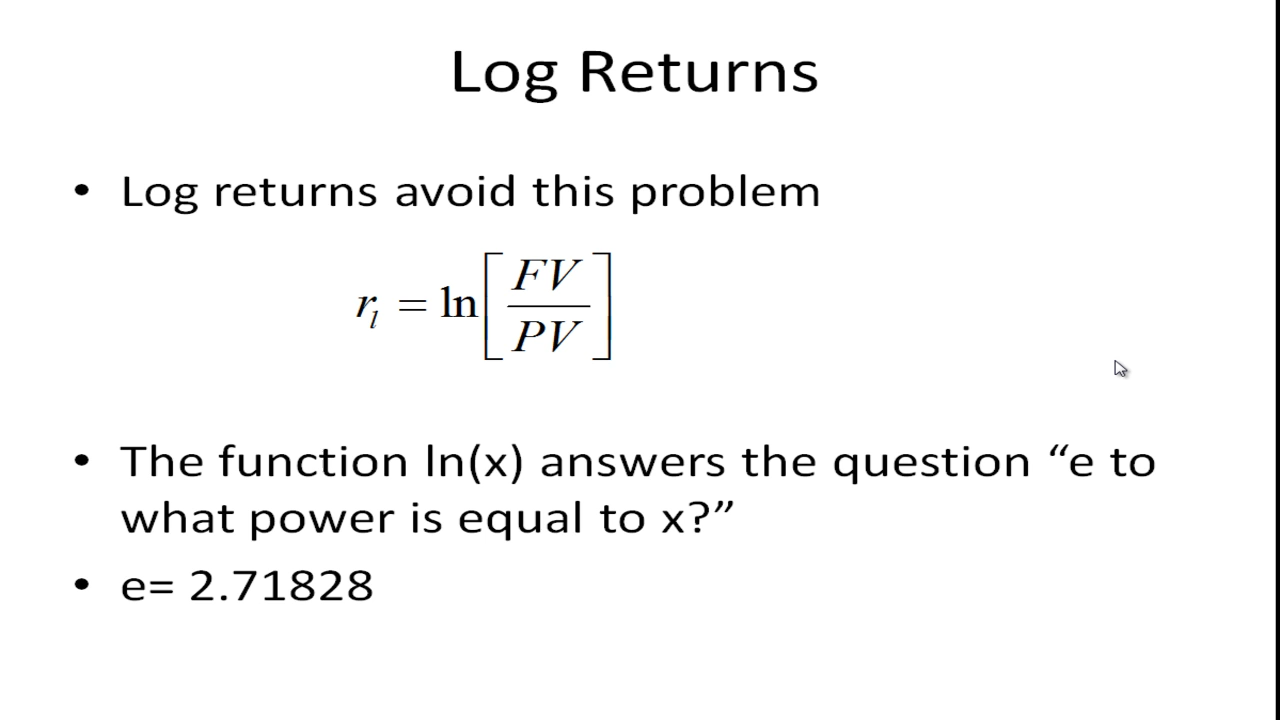 Log Returns
• Log returns avoid this problem
r_l = ln[FV/PV]
• The function ln(x) answers the question “e to
what power is equal to x?”
• e= 2.71828